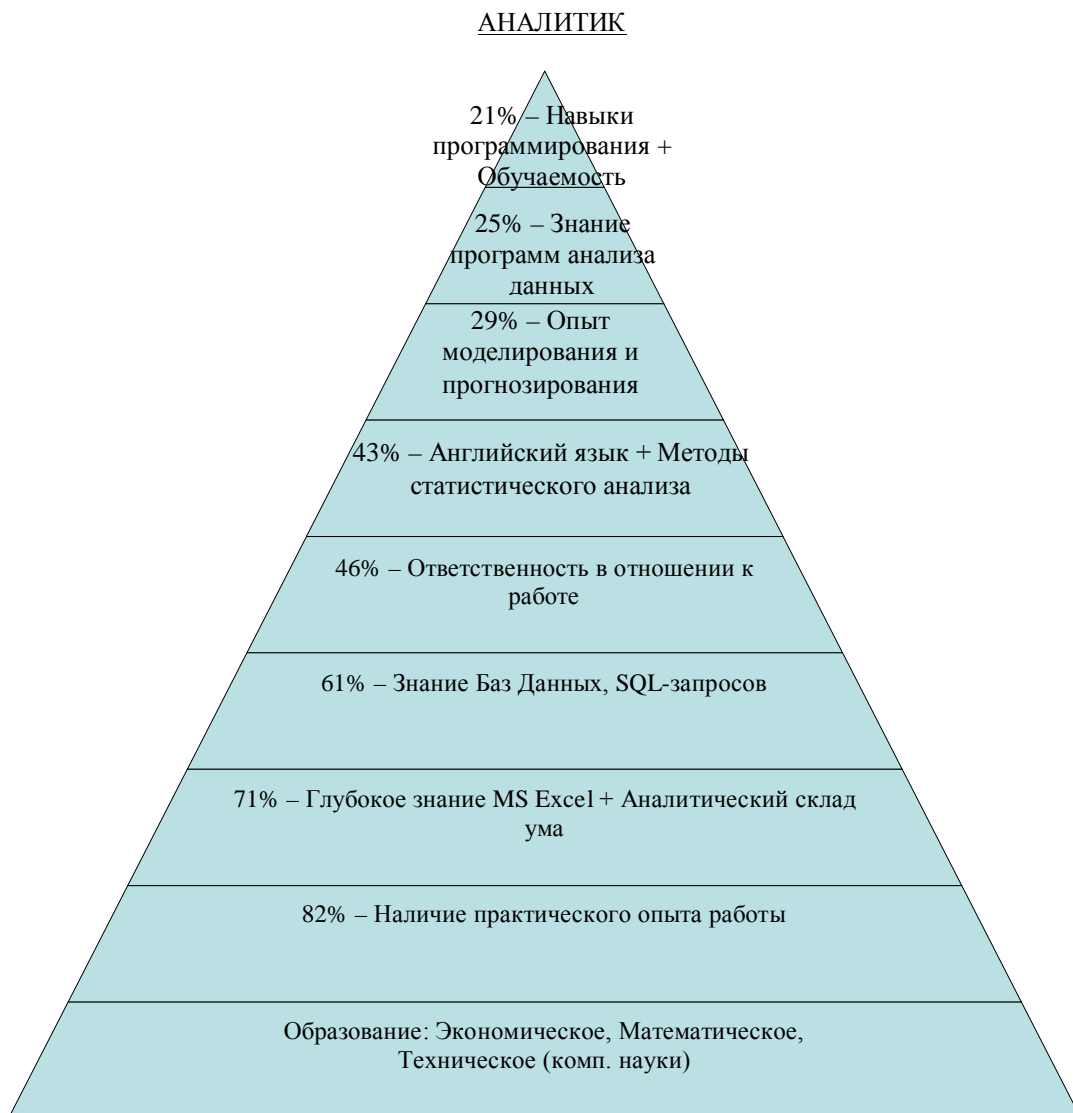 АНАЛИТИК
21% – Навыки
программирования +
Обучаемость
25% – Знание
программ анализа
данных
29% – Опыт
моделирования и
прогнозирования
43% – Английский язык + Методы
статистического анализа
46% – Ответственность в отношении к
работе
61% – Знание Баз Данных, SQL-запросов
71% – Глубокое знание MS Excel + Аналитический склад
ума
82% – Наличие практического опыта работы
Образование: Экономическое, Математическое,
Техническое (комп. науки)